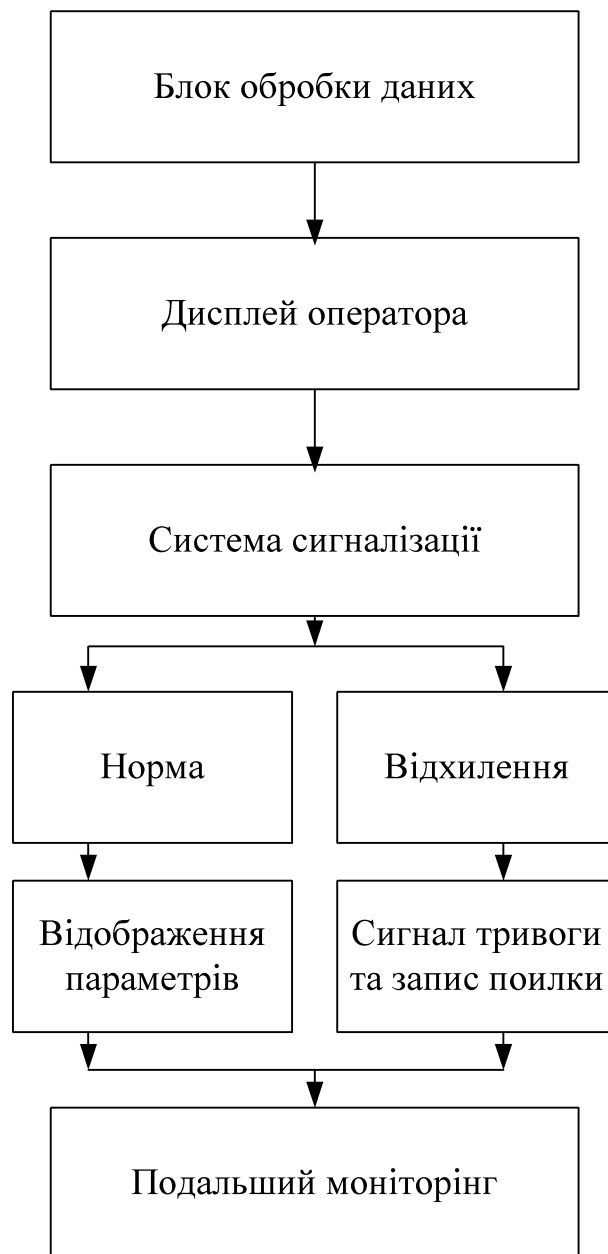 Блок обробки даних
Дисплей оператора
Система сигналізації
Норма
Відхилення
Відображення
параметрів
Сигнал тривоги
та запис поилки
Подальший моніторінг